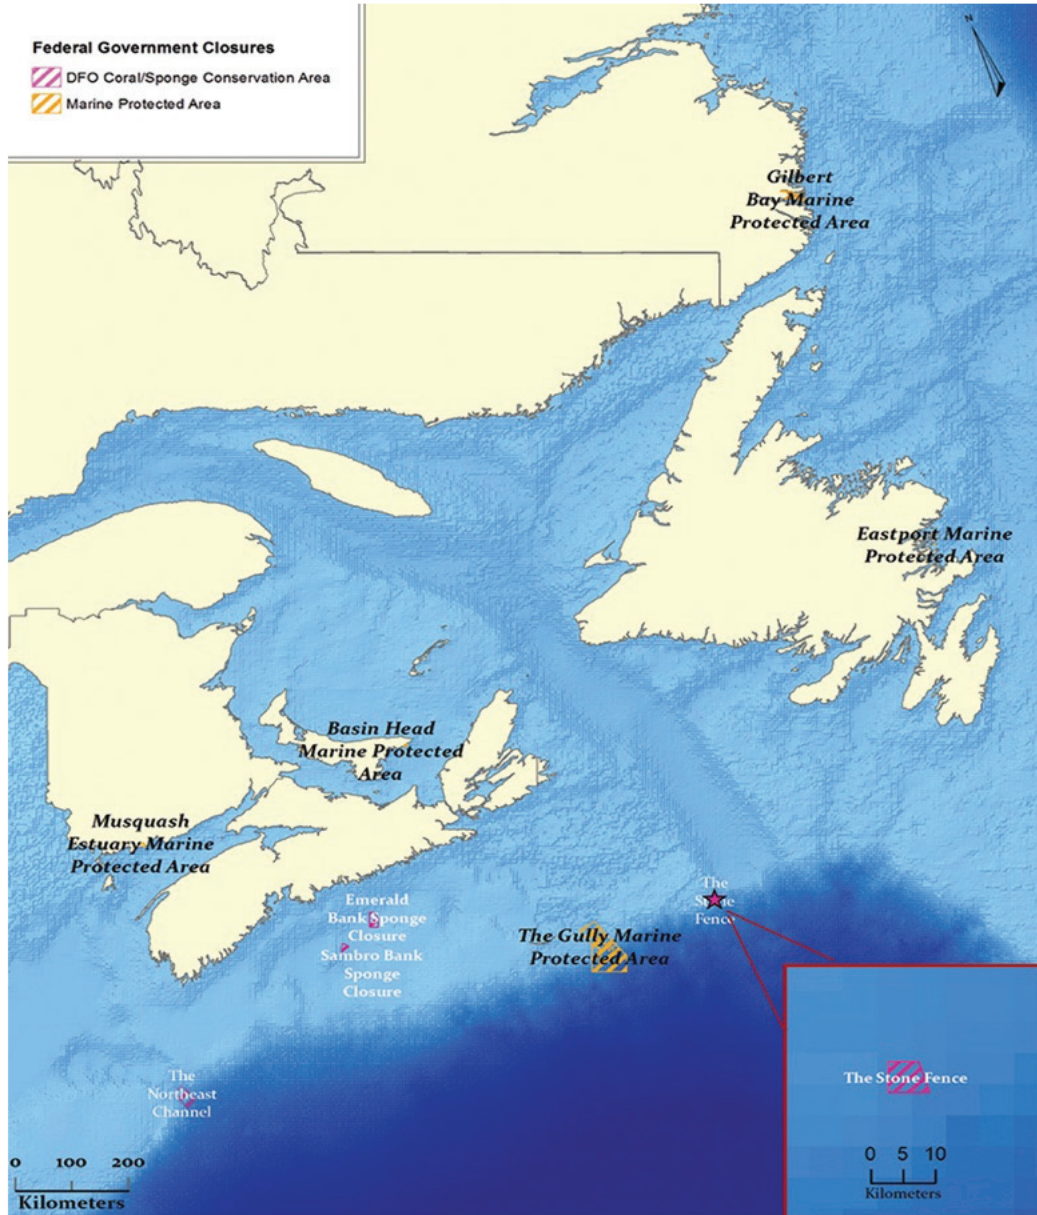 Federal Government Closures
DFO Coral/Sponge Conservation Area
Marine Protected Area
N
Gilbert
Bay Marine
Protected Area
Eastport Marine
Protected Area
Basin Head
Marine Protected
Area
Musquash
Estuary Marine
Protected Area
Emerald
Bank Sponge
Closure
Sambro Bank
Sponge
Closure
The
Stone
Fence
The Gully Marine
Protected Area
The
Northeast
Channel
The Stone Fence
0 5 10
Kilometers
0 100 200
Kilometers